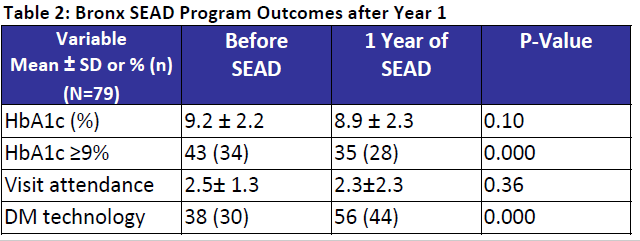 Table 2: Bronx SEAD Program Outcomes after Year 1
Variable
Mean ± SD or % (n)
(N=79)
Before
SEAD
1 Year of
SEAD
P-Value
HbA1c (%) 9.2 ± 2.2 8.9 ± 2.3 0.10
HbA1c ≥9% 43 (34) 35 (28) 0.000
Visit attendance 2.5± 1.3 2.3±2.3 0.36
DM technology 38 (30) 56 (44) 0.000